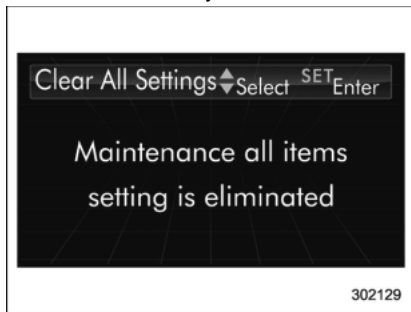 Clear All Settings Select SET Enter
Maintenance all items
setting is eliminated
302129